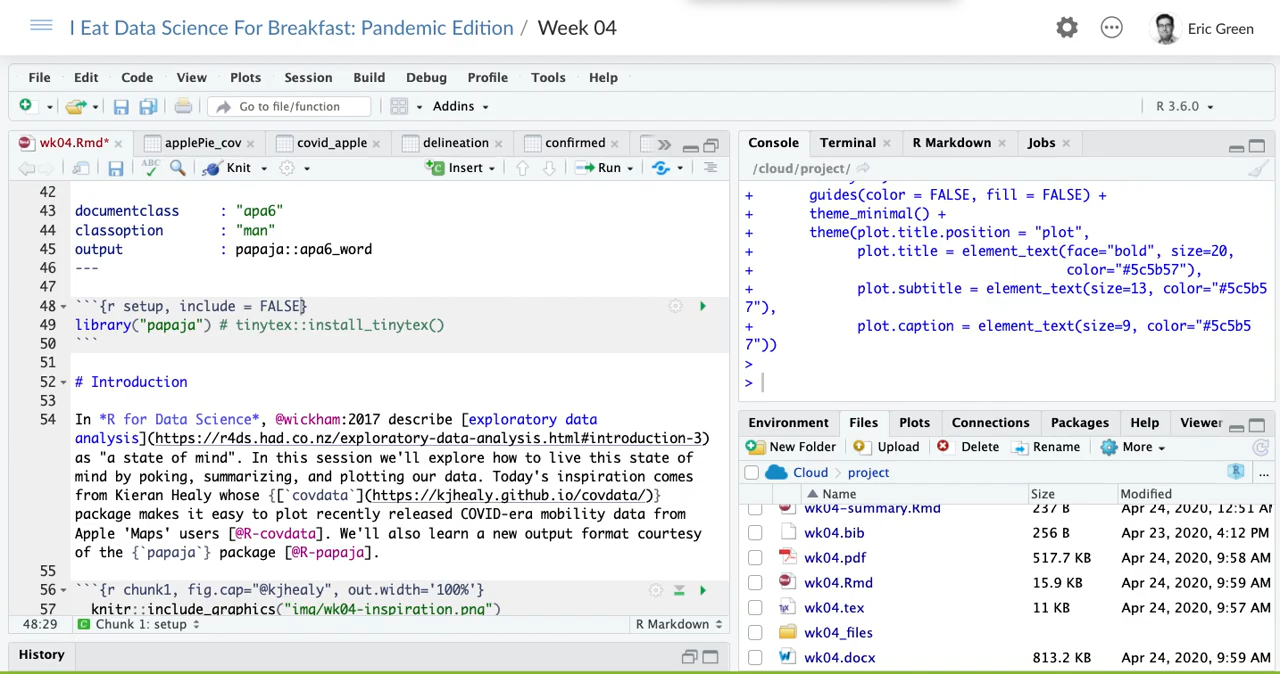 I Eat Data Science For Breakfast: Pandemic Edition / Week 04
Eric Green
File Edit Code View Plots Session Build Debug Profile Tools Help
Go to file/function Addins R 3.6.0
wk04.Rmd* applePie_cov covid_apple delineation confirmed
ABC Knit Insert Run
42
43 documentclass : "apa6"
44 classoption : "man"
45 output : papaja::apa6_word
46 ---
47
48 ```{r setup, include = FALSE}
49 library("papaja") # tinytex::install_tinytex()
50 ```
51
52 # Introduction
53
54 In *R for Data Science*, @wickham:2017 describe [exploratory data
analysis](https://r4ds.had.co.nz/exploratory-data-analysis.html#introduction-3)
as "a state of mind". In this session we'll explore how to live this state of
mind by poking, summarizing, and plotting our data. Today's inspiration comes
from Kieran Healy whose {[`covdata`](https://kjhealy.github.io/covdata/)}
package makes it easy to plot recently released COVID-era mobility data from
Apple 'Maps' users [@R-covdata]. We'll also learn a new output format courtesy
of the {`papaja`} package [@R-papaja].
55
56 ```{r chunk1, fig.cap="@kjhealy", out.width='100%'}
57 knitr::include_graphics("img/wk04-inspiration.png")
48:29 Chunk 1: setup R Markdown
History
Console Terminal R Markdown Jobs
/cloud/project/
+ guides(color = FALSE, fill = FALSE) +
+ theme_minimal() +
+ theme(plot.title.position = "plot",
+ plot.title = element_text(face="bold", size=20,
+ color="#5c5b57"),
+ plot.subtitle = element_text(size=13, color="#5c5b5
7"),
+ plot.caption = element_text(size=9, color="#5c5b5
7"))
>
>
Environment Files Plots Connections Packages Help Viewer
New Folder Upload Delete Rename More
Cloud project R ...
Name Size Modified
wk04-summary.Rmd 237 B Apr 24, 2020, 12:51 AM
wk04.bib 256 B Apr 23, 2020, 4:12 PM
wk04.pdf 517.7 KB Apr 24, 2020, 9:58 AM
wk04.Rmd 15.9 KB Apr 24, 2020, 9:59 AM
wk04.tex 11 KB Apr 24, 2020, 9:57 AM
wk04_files
wk04.docx 813.2 KB Apr 24, 2020, 9:59 AM